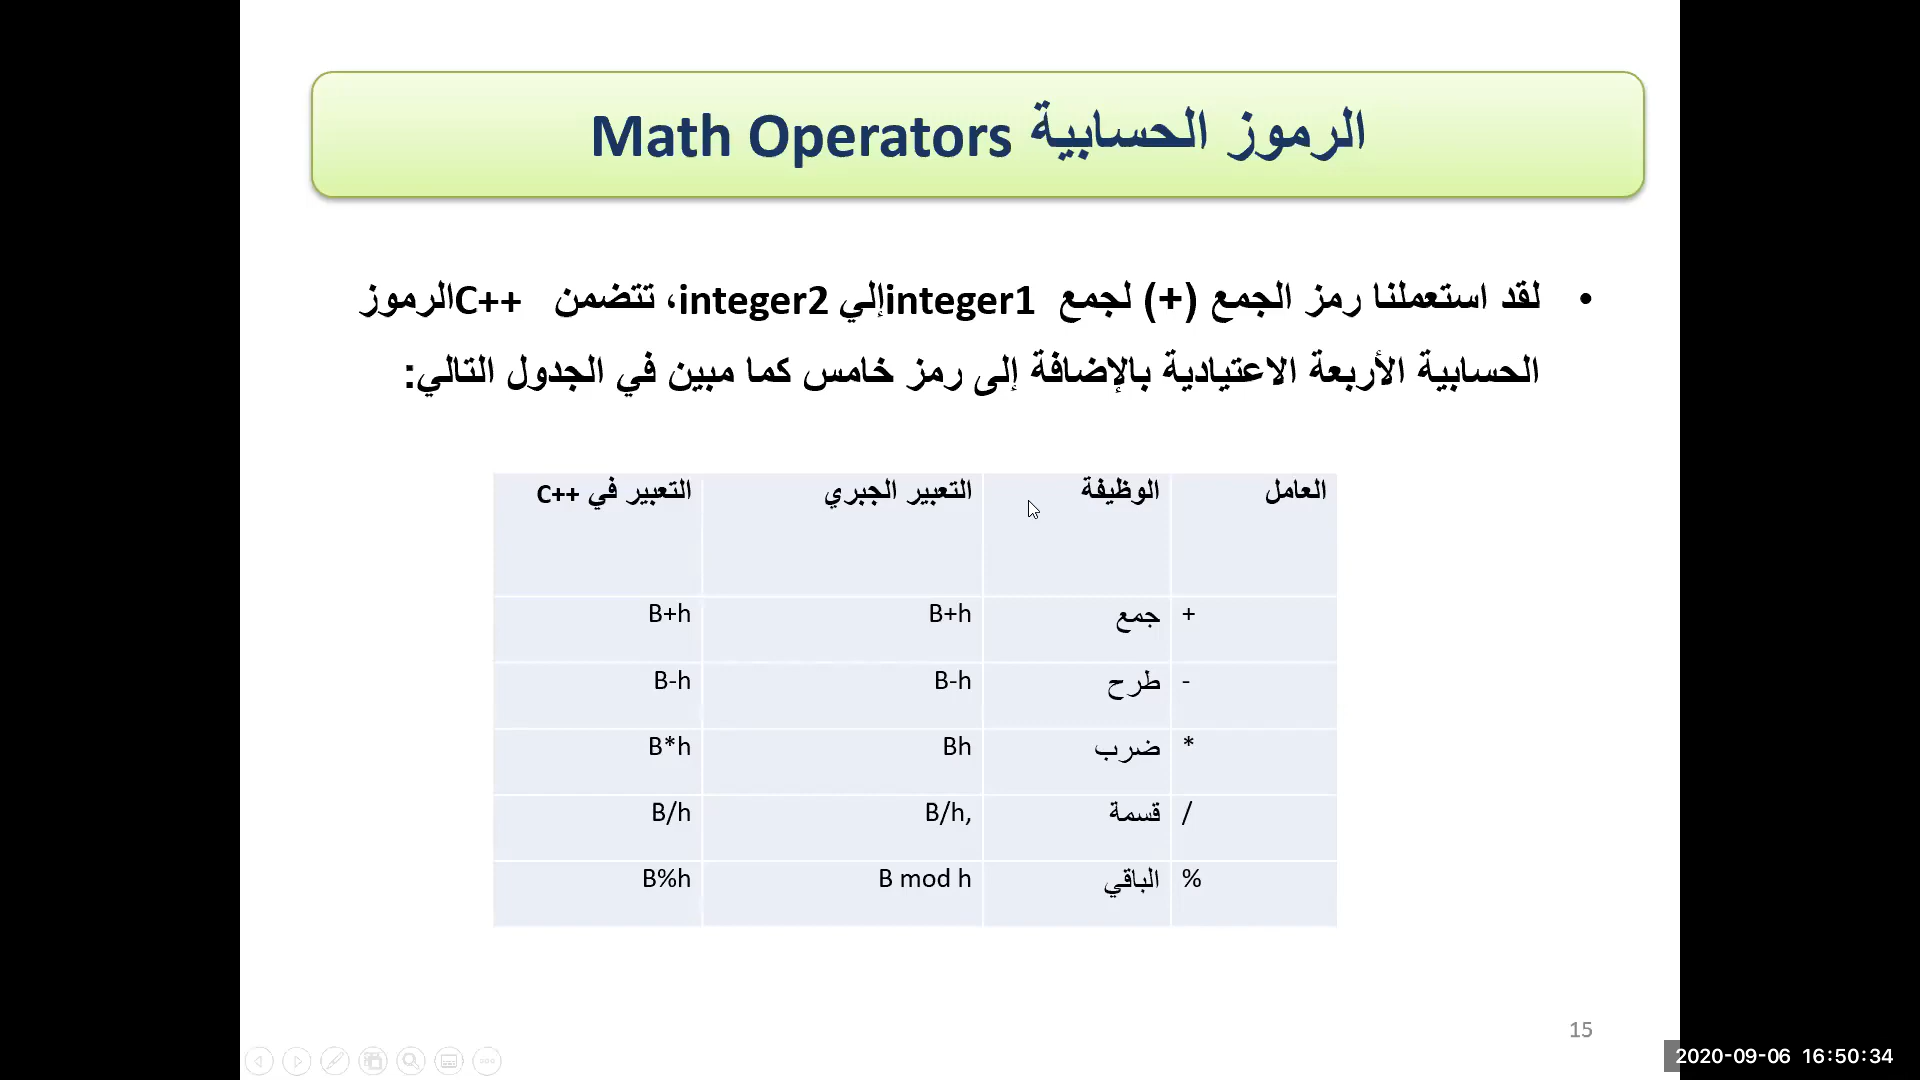 الرموز الحسابية Math Operators
• لقد استعملنا رمز الجمع (+) لجمع integer1إلي integer2، تتضمن C++الرموز
الحسابية الأربعة الاعتيادية بالإضافة إلى رمز خامس كما مبين في الجدول التالي:
العامل الوظيفة التعبير الجبري التعبير في C++
+ جمع B+h B+h
- طرح B-h B-h
* ضرب Bh B*h
/ قسمة B/h, B/h
% الباقي B mod h B%h
15
2020-09-06 16:50:34